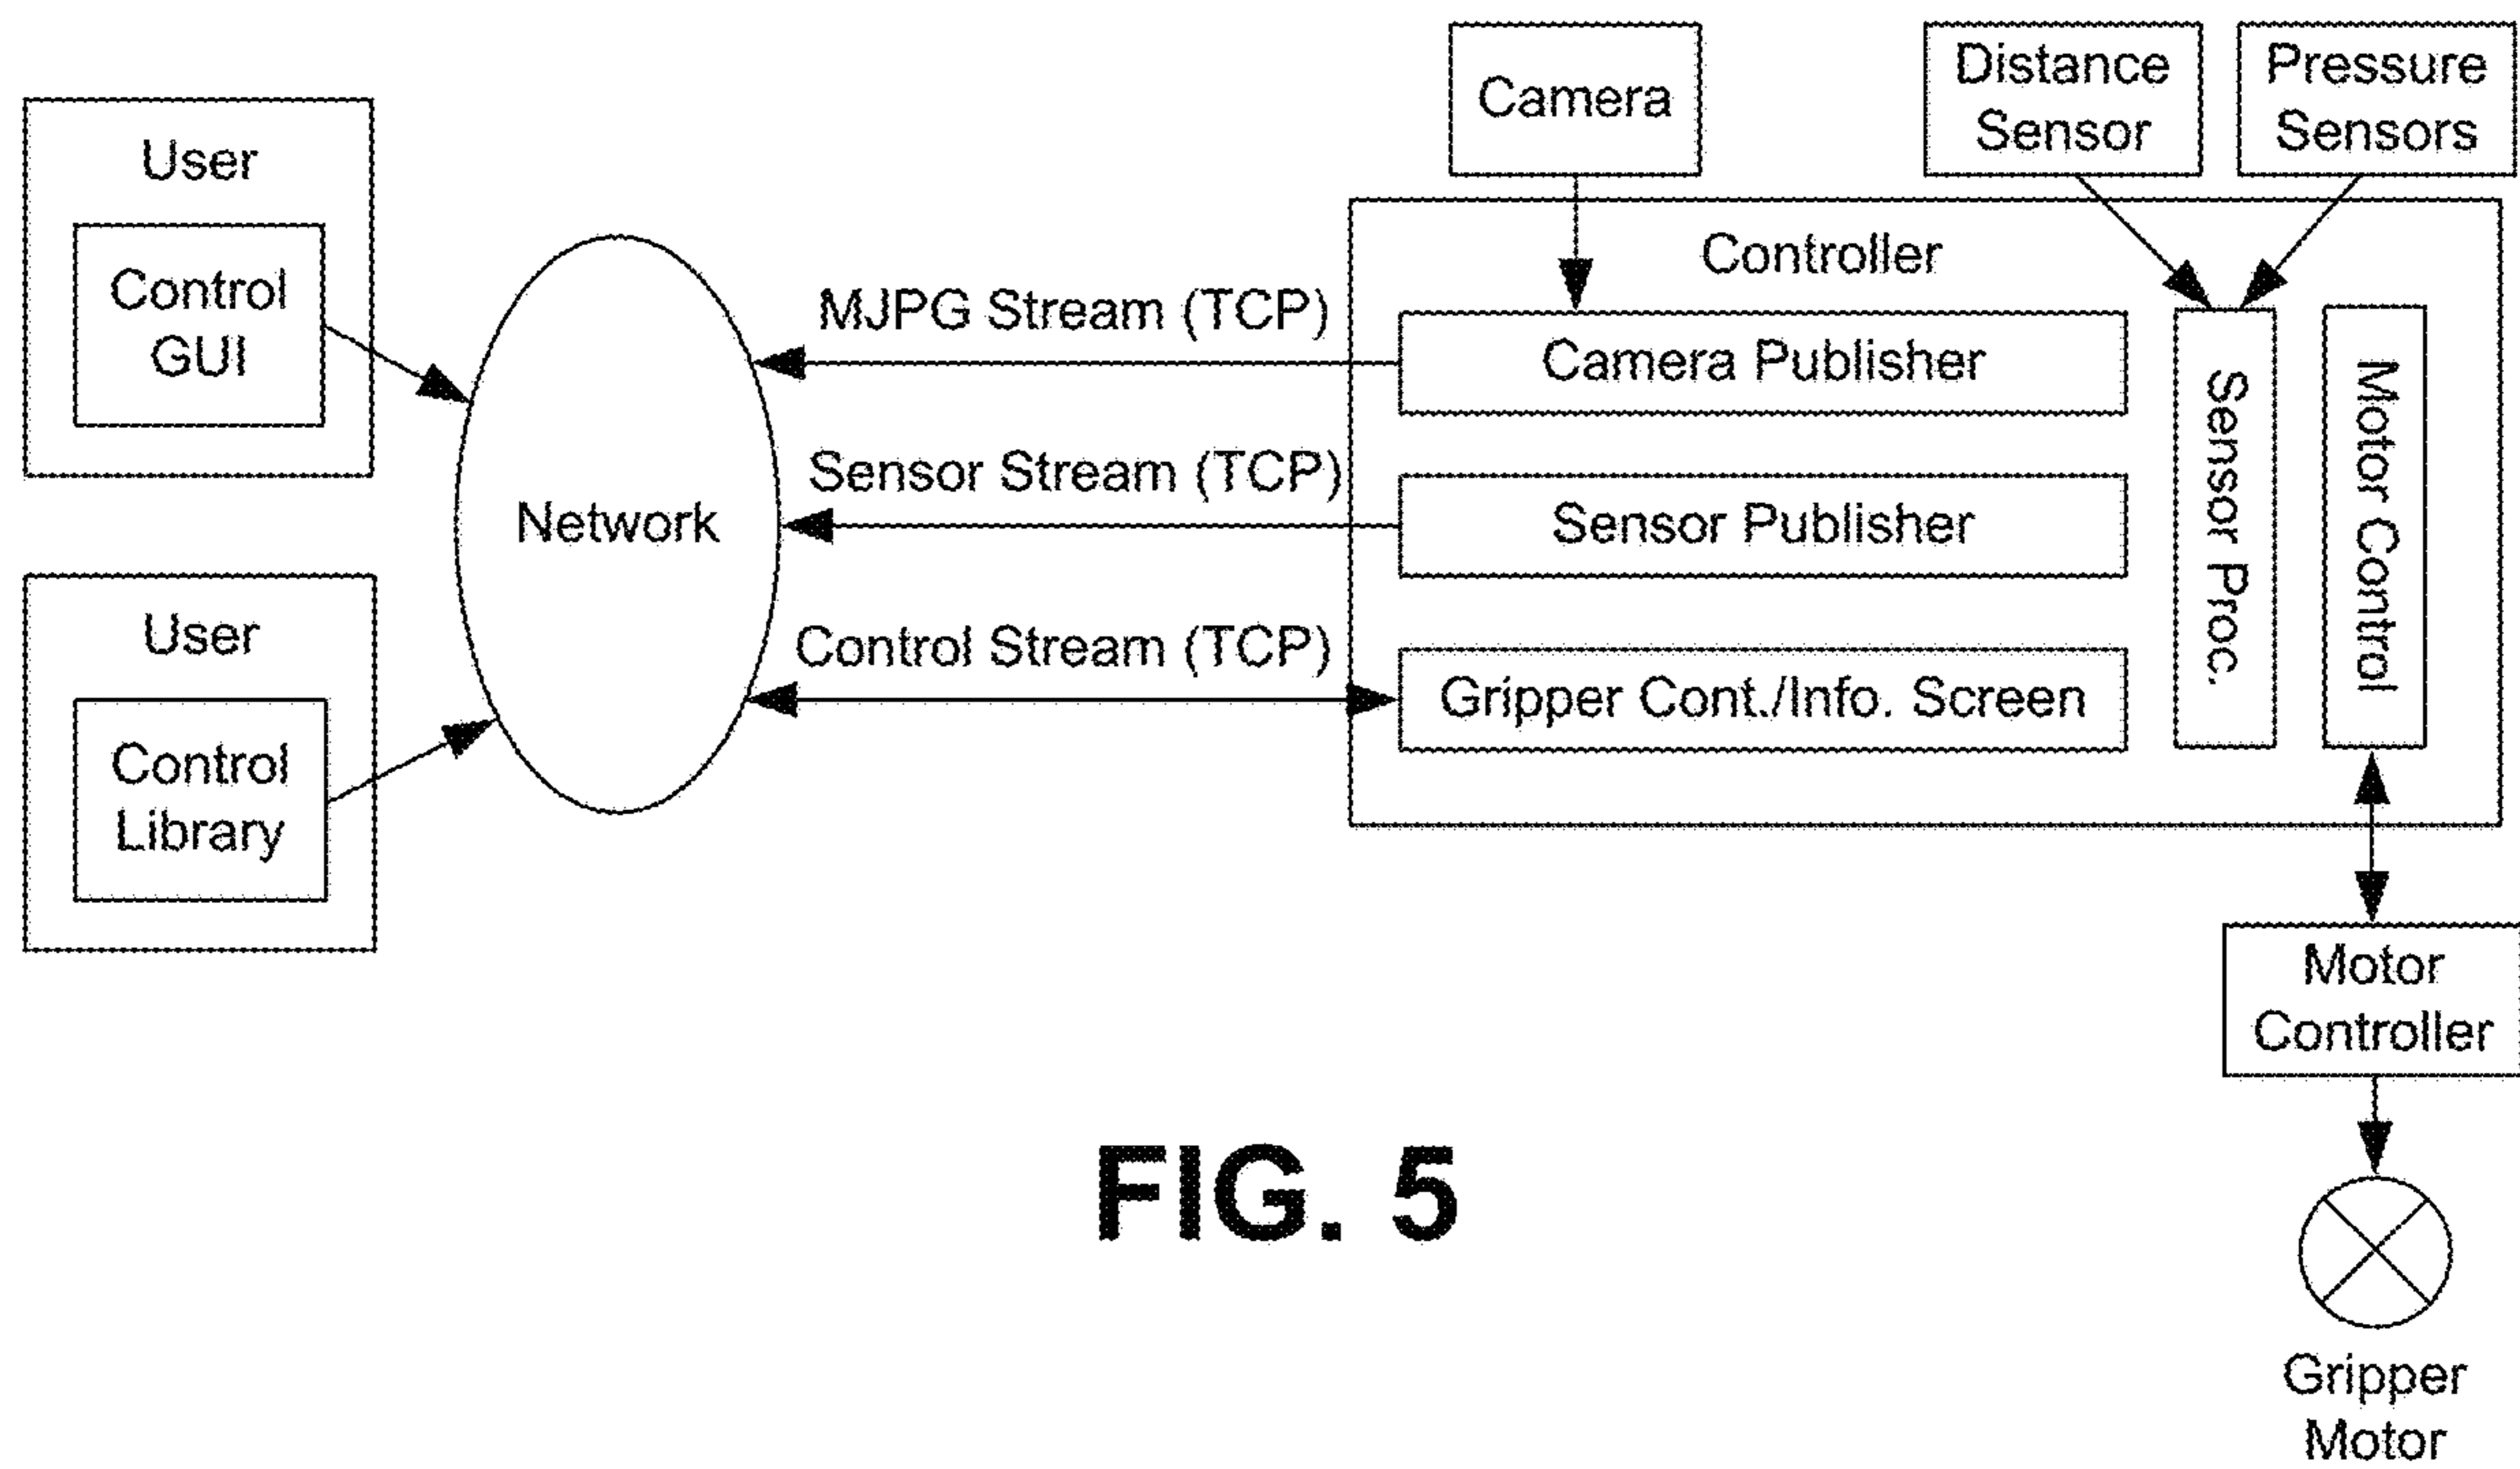 User
Control
GUI
User
Control
Library
Network
MJPG Stream (TCP)
Sensor Stream (TCP)
Control Stream (TCP)
Camera
Distance
Sensor
Pressure
Sensors
Controller
Camera Publisher
Sensor Publisher
Gripper Cont./Info. Screen
Sensor Proc.
Motor Control
Motor
Controller
Gripper
Motor
FIG. 5